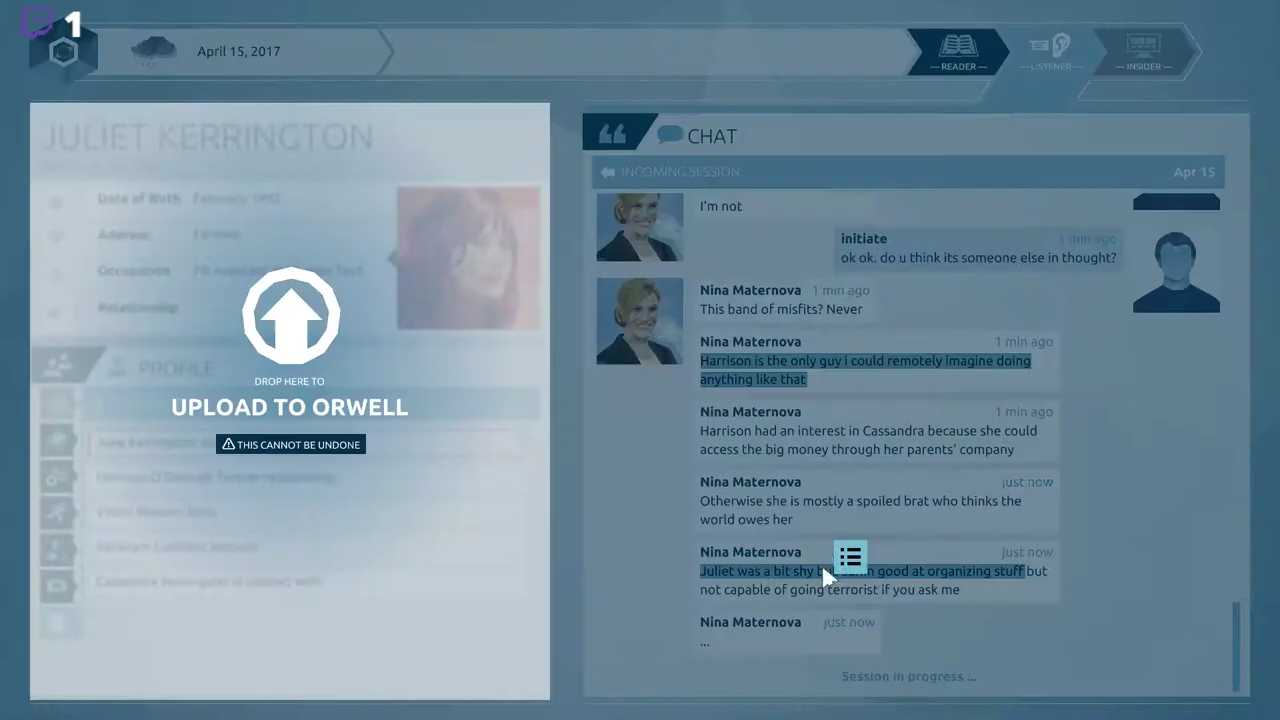 1
April 15, 2017
READER
LISTENER
INSIDER
JULIET KERRINGTON
Date of Birth
Address
Occupation
Relationship
PROFILE
DROP HERE TO
UPLOAD TO ORWELL
THIS CANNOT BE UNDONE
CHAT
INCOMING SESSION
Apr 15
I'm not
initiate
1 min ago
ok ok. do u think its someone else in thought?
Nina Maternova
1 min ago
This band of misfits? Never
Nina Maternova
1 min ago
Harrison is the only guy i could remotely imagine doing
anything like that
Nina Maternova
1 min ago
Harrison had an interest in Cassandra because she could
access the big money through her parents' company
Nina Maternova
just now
Otherwise she is mostly a spoiled brat who thinks the
world owes her
Nina Maternova
just now
Juliet was a bit shy good at organizing stuff but
not capable of going terrorist if you ask me
Nina Maternova
just now
...
Session in progress ...